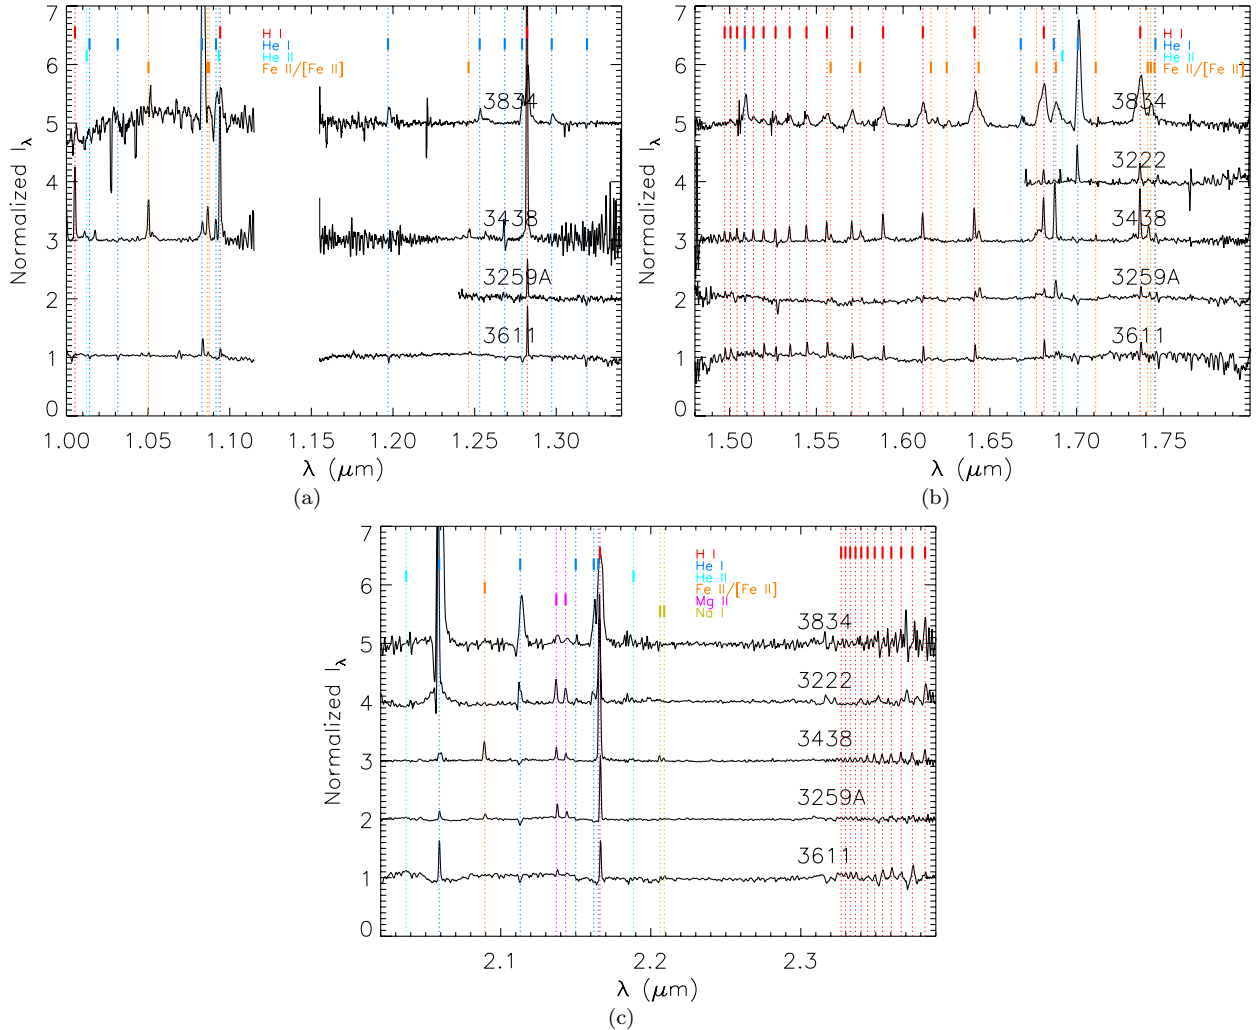 7
6
5
4
3
2
1
0
Normalized Iλ
H I
He I
He II
Fe II/[Fe II]
3834
3438
3259A
3611
1.00 1.05 1.10 1.15 1.20 1.25 1.30
λ (μm)
(a)
7
6
5
4
3
2
1
0
Normalized Iλ
H I
He I
He II
Fe II/[Fe II]
3834
3222
3438
3259A
3611
1.50 1.55 1.60 1.65 1.70 1.75
λ (μm)
(b)
7
6
5
4
3
2
1
0
Normalized Iλ
H I
He I
He II
Fe II/[Fe II]
Mg II
Na I
3834
3222
3438
3259A
3611
2.1 2.2 2.3
λ (μm)
(c)